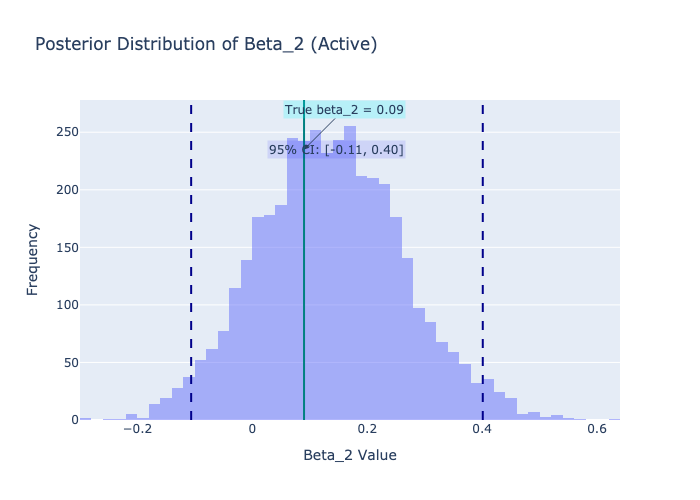 Posterior Distribution of Beta_2 (Active)
True beta_2 = 0.09
95% CI: [-0.11, 0.40]
250
200
150
100
50
0
Frequency
−0.2
0
0.2
0.4
0.6
Beta_2 Value